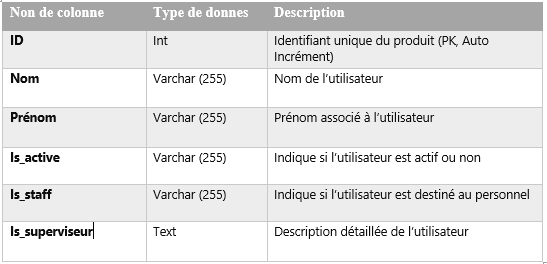 Non de colonne Type de donnes Description
ID Int Identifiant unique du produit (PK, Auto
Incrément)
Nom Varchar (255) Nom de l'utilisateur
Prénom Varchar (255) Prénom associé à l'utilisateur
Is_active Varchar (255) Indique si l'utilisateur est actif ou non
Is_staff Varchar (255) Indique si l'utilisateur est destiné au personnel
Is_superviseur Text Description détaillée de l'utilisateur